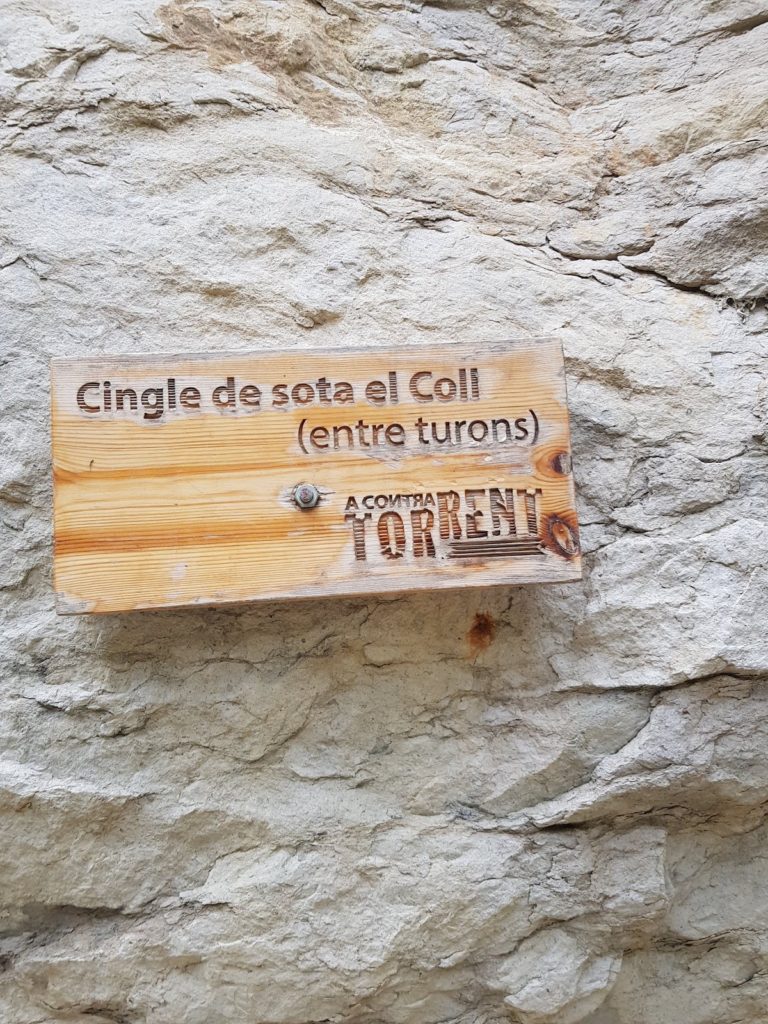 Cingle de sota el Coll
(entre turons)
A CONTRA
TORRENT